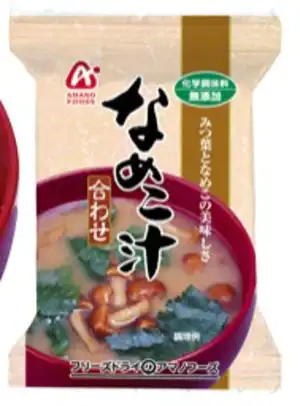 AMANO
FOODS
化学調味料
無添加
なめこ汁
合わせ
みつ葉となめこの美味しさ
調理例
フリーズドライのアマノフーズ